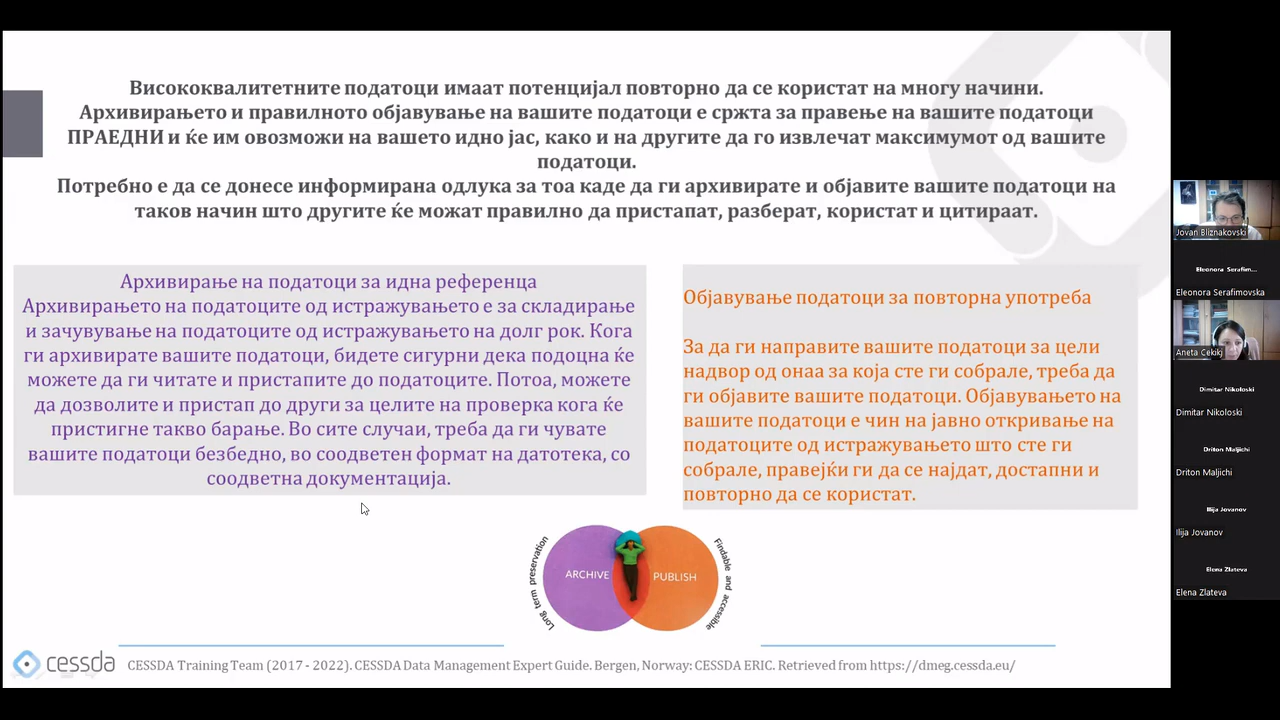 Висококвалитетните податоци имаат потенцијал повторно да се користат на многу начини.
Архивирањето и правилното објавување на вашите податоци е сржта за правење на вашите податоци
ПРАЕДНИ и ќе им овозможи на вашето идно јас, како и на другите да го извлечат максимумот од вашите
податоци.
Потребно е да се донесе информирана одлука за тоа каде да ги архивирате и објавите вашите податоци на
таков начин што другите ќе можат правилно да пристапат, разберат, користат и цитираат.
Архивирање на податоци за идна референца
Архивирањето на податоците од истражувањето е за складирање
и зачувување на податоците од истражувањето на долг рок. Кога
ги архивирате вашите податоци, бидете сигурни дека подоцна ќе
можете да ги читате и пристапите до податоците. Потоа, можете
да дозволите и пристап до други за целите на проверка кога ќе
пристигне такво барање. Во сите случаи, треба да ги чувате
вашите податоци безбедно, во соодветен формат на датотека, со
соодветна документација.
Објавување податоци за повторна употреба
За да ги направите вашите податоци за цели
надвор од онаа за која сте ги собрале, треба да
ги објавите вашите податоци. Објавувањето на
вашите податоци е чин на јавно откривање на
податоците од истражувањето што сте ги
собрале, правејќи ги да се најдат, достапни и
повторно да се користат.
Long term preservation
ARCHIVE
PUBLISH
Findable and accessible
cessda
CESSDA Training Team (2017 - 2022). CESSDA Data Management Expert Guide. Bergen, Norway: CESSDA ERIC. Retrieved from https://dmeg.cessda.eu/
Jovan Bliznakovski
Eleonora Serafim...
Eleonora Serafimovska
Aneta Cekikj
Dimitar Nikoloski
Dimitar Nikoloski
Driton Maljichi
Driton Maljichi
Ilija Jovanov
Ilija Jovanov
Elena Zlateva
Elena Zlateva